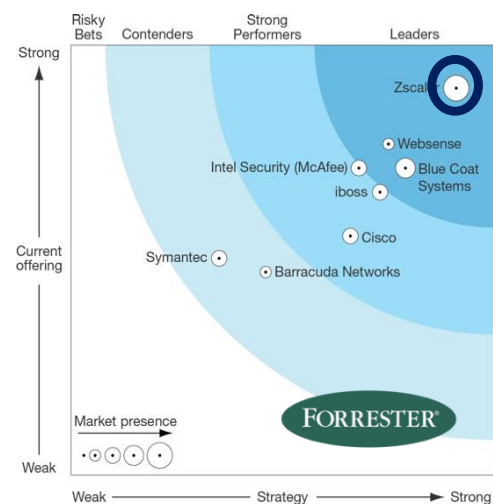 Risky
Bets
Contenders
Strong
Performers
Leaders
Strong
Zscaler
Websense
Intel Security (McAfee)
Blue Coat
Systems
iboss
Cisco
Current
offering
Symantec
Barracuda Networks
Market presence
FORRESTER®
Weak
Weak
Strategy
Strong